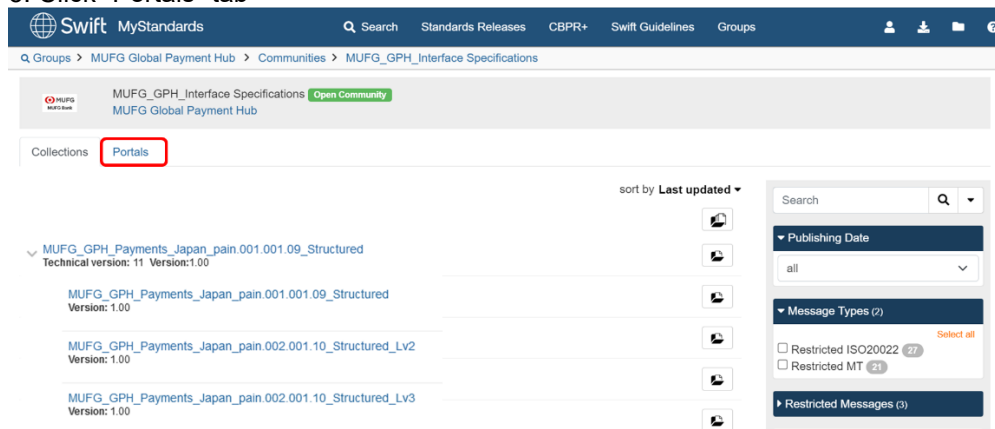 Swift MyStandards
Search Standards Releases CBPR+ Swift Guidelines Groups
Groups > MUFG Global Payment Hub > Communities > MUFG_GPH_Interface Specifications
MUFG
MUFG Bank
MUFG_GPH_Interface Specifications Open Community
MUFG Global Payment Hub
Collections Portals
sort by Last updated
Search
Publishing Date
all
MUFG_GPH_Payments_Japan_pain.001.001.09_Structured
Technical version: 11 Version:1.00
MUFG_GPH_Payments_Japan_pain.001.001.09_Structured
Version: 1.00
Message Types (2)
Select all
Restricted ISO20022 27
Restricted MT 21
MUFG_GPH_Payments_Japan_pain.002.001.10_Structured_Lv2
Version: 1.00
MUFG_GPH_Payments_Japan_pain.002.001.10_Structured_Lv3
Version: 1.00
Restricted Messages (3)